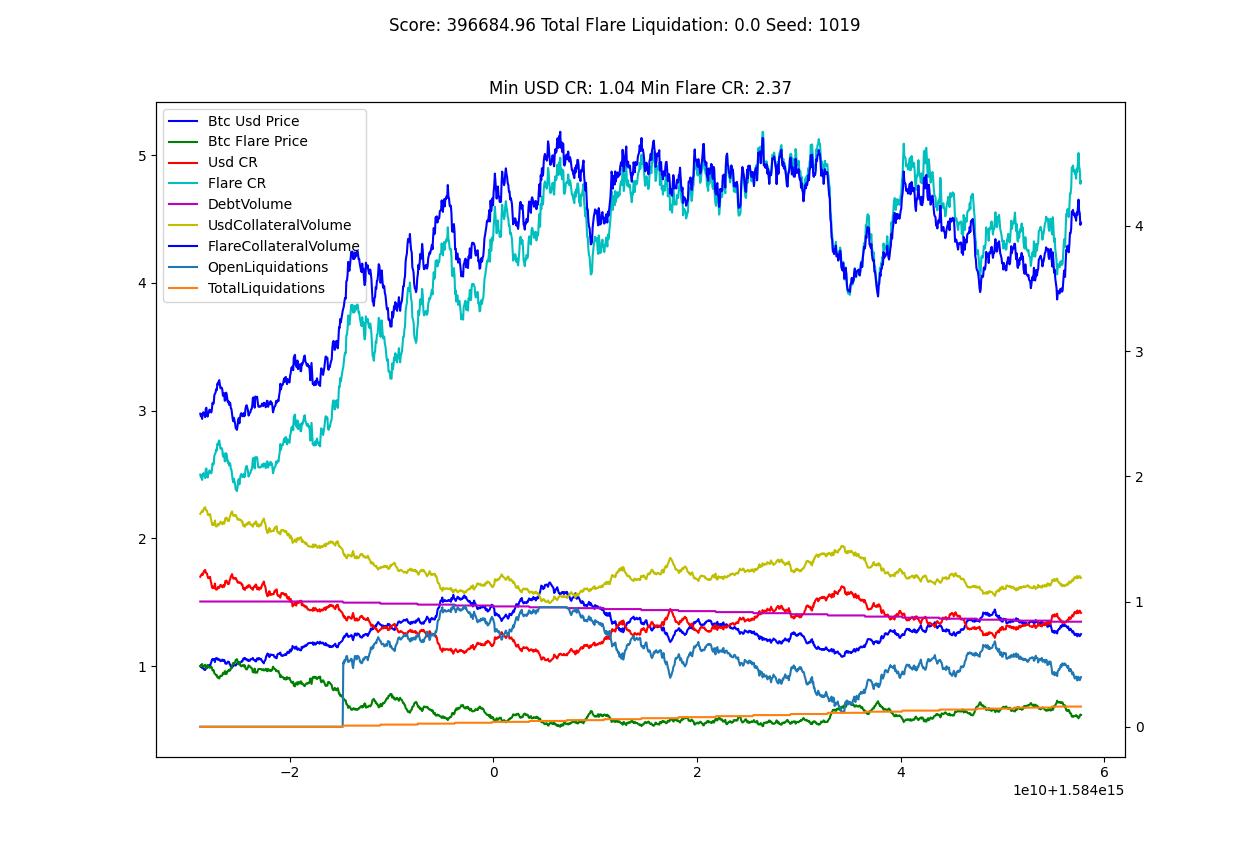 Score: 396684.96 Total Flare Liquidation: 0.0 Seed: 1019
Min USD CR: 1.04 Min Flare CR: 2.37
Btc Usd Price
Btc Flare Price
Usd CR
Flare CR
DebtVolume
UsdCollateralVolume
FlareCollateralVolume
OpenLiquidations
TotalLiquidations
5
4
3
2
1
4
3
2
1
0
−2
0
2
4
6
1e10+1.584e15